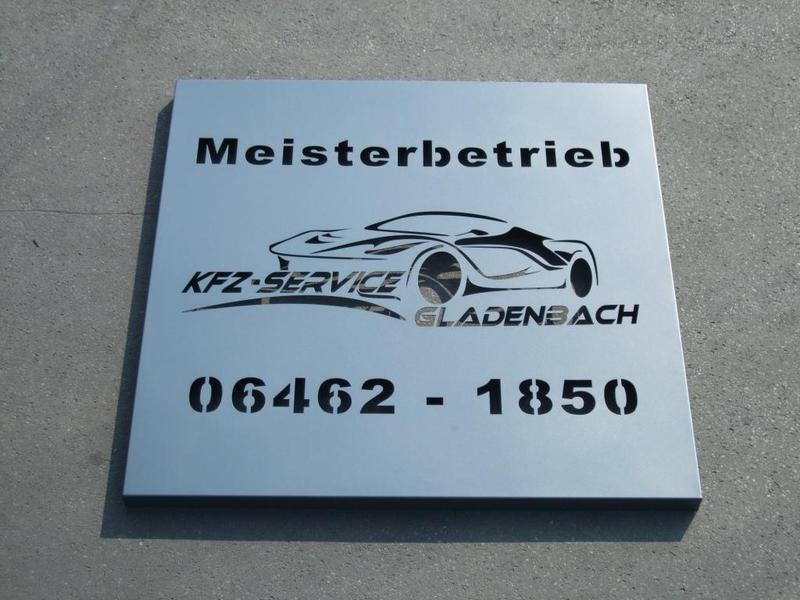 Meisterbetrieb
KFZ-SERVICE
GLADENBACH
06462 - 1850